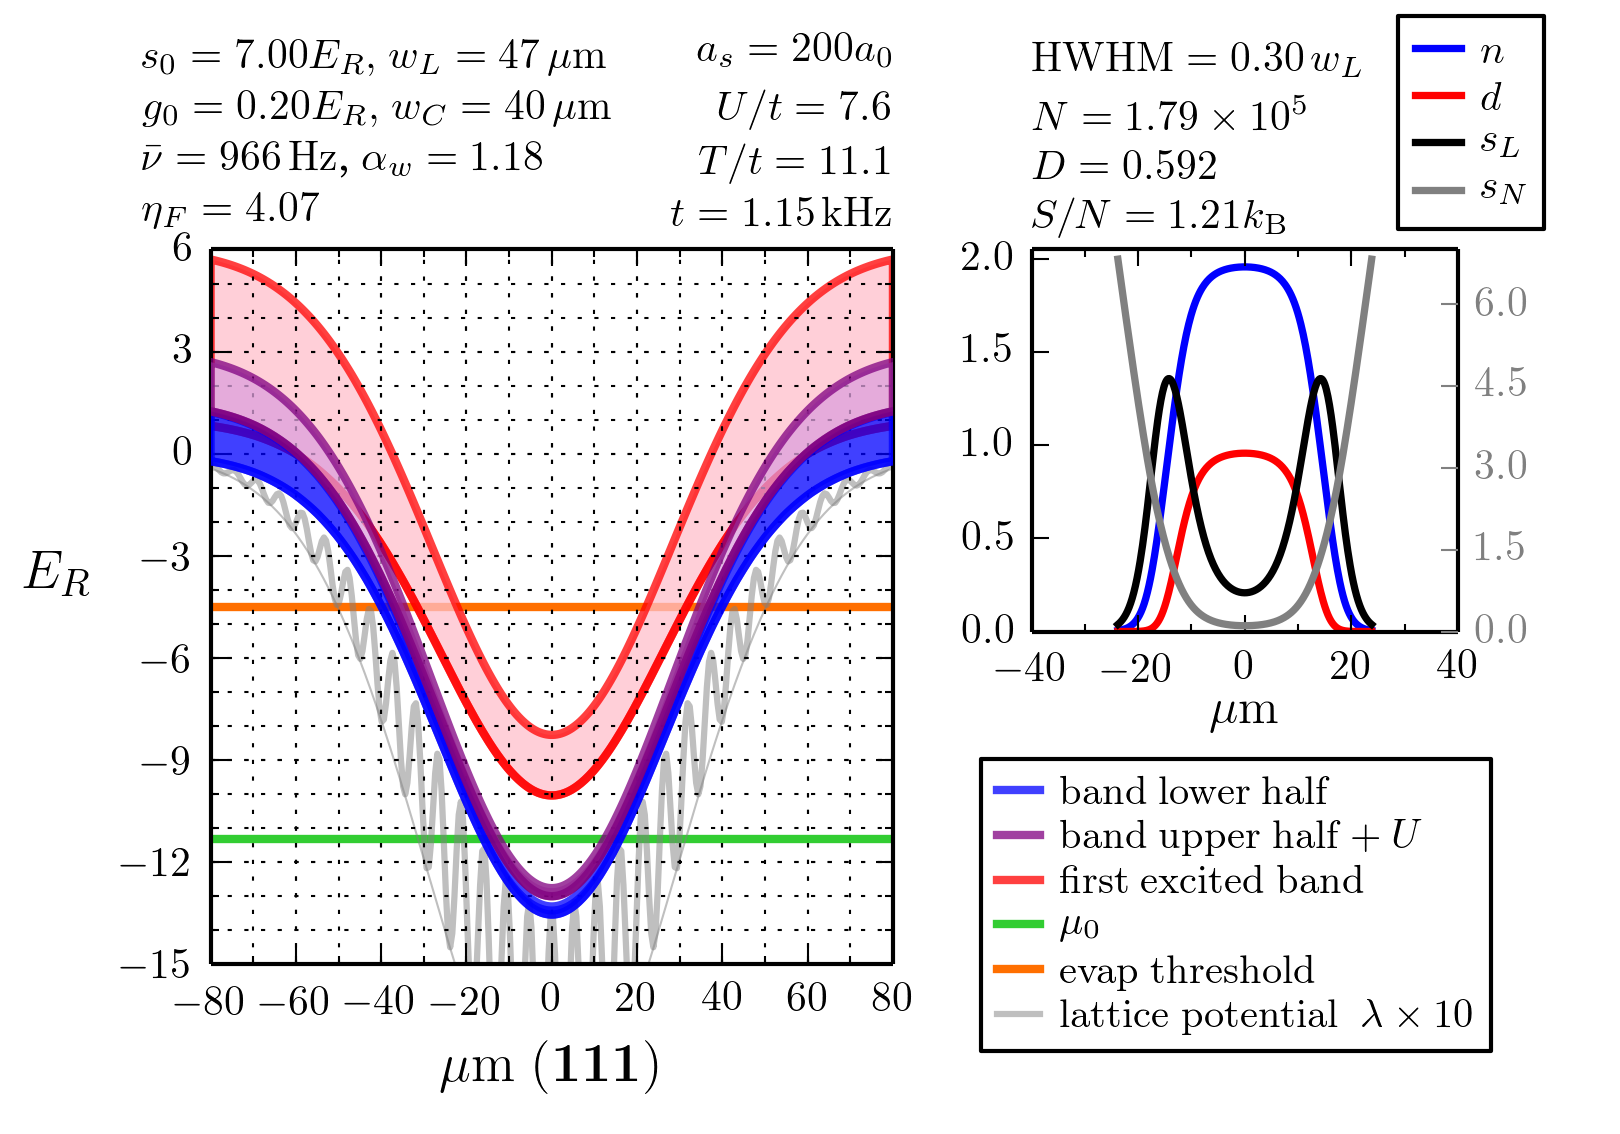 s₀ = 7.00E_R, w_L = 47 μm
g₀ = 0.20E_R, w_C = 40 μm
ν̄ = 966 Hz, α_w = 1.18
η_F = 4.07
a_s = 200a₀
U/t = 7.6
T/t = 11.1
t = 1.15 kHz
HWHM = 0.30 w_L
N = 1.79 × 10⁵
D = 0.592
S/N = 1.21k_B
n
d
s_L
s_N
6
3
0
−3
−6
−9
−12
−15
E_R
−80 −60 −40 −20 0 20 40 60 80
μm (111)
2.0
1.5
1.0
0.5
0.0
6.0
4.5
3.0
1.5
0.0
−40 −20 0 20 40
μm
band lower half
band upper half + U
first excited band
μ₀
evap threshold
lattice potential λ × 10